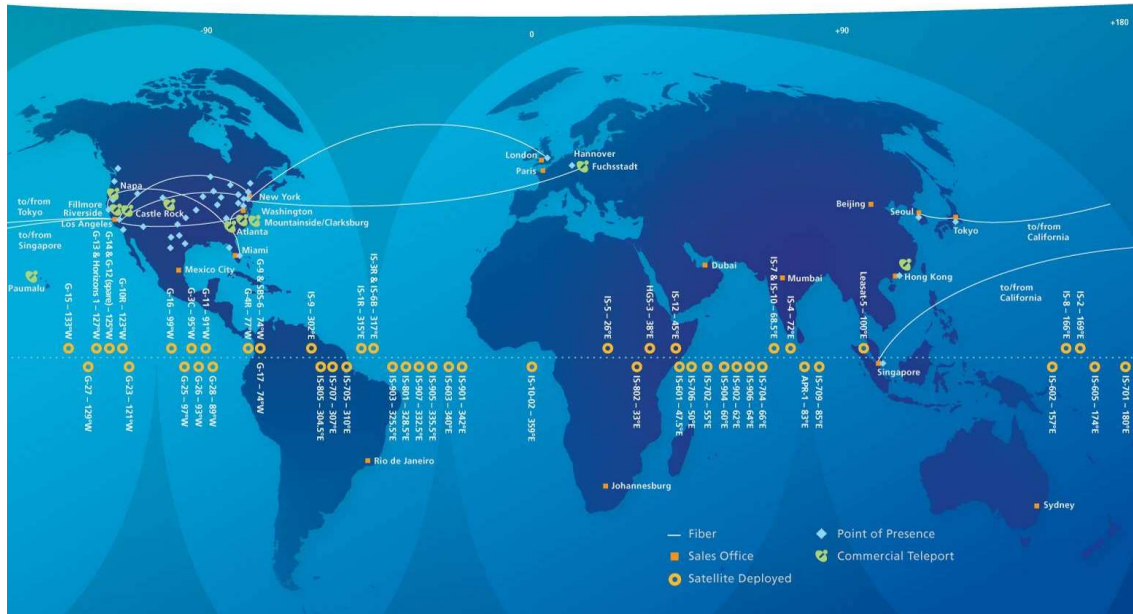 -90
0
+90
+180
London
Paris
Hannover
Fuchsstadt
Napa
Fillmore
Riverside
Los Angeles
Castle Rock
New York
Washington
Mountainside/Clarksburg
Atlanta
Miami
Mexico City
to/from
Tokyo
to/from
Singapore
Paumalu
Beijing
Seoul
Tokyo
to/from
California
Dubai
Mumbai
Hong Kong
to/from
California
Singapore
G-15 – 133°W
G-13 & Horizons 1 – 127°W
G-14 & G-12 (spare) – 125°W
G-10R – 123°W
G-16 – 99°W
G-3C – 95°W
G-11 – 91°W
G-4R – 77°W
G-9 & SBS-6 – 74°W
IS-9 – 302°E
IS-1R – 315°E
IS-3R & IS-6B – 317°E
IS-5 – 26°E
HGS-3 – 38°E
IS-12 – 45°E
IS-7 & IS-10 – 68.5°E
IS-4 – 72°E
Leasat-5 – 100°E
IS-8 – 166°E
IS-2 – 169°E
G-27 – 129°W
G-23 – 121°W
G-25 – 97°W
G-26 – 93°W
G-28 – 89°W
G-17 – 74°W
IS-805 – 304.5°E
IS-707 – 307°E
IS-705 – 310°E
IS-903 – 325.5°E
IS-801 – 328.5°E
IS-907 – 332.5°E
IS-905 – 335.5°E
IS-603 – 340°E
IS-901 – 342°E
IS-10-02 – 359°E
IS-802 – 33°E
IS-601 – 47.5°E
IS-706 – 50°E
IS-702 – 55°E
IS-904 – 60°E
IS-902 – 62°E
IS-906 – 64°E
IS-704 – 66°E
APR-1 – 83°E
IS-709 – 85°E
IS-602 – 157°E
IS-605 – 174°E
IS-701 – 180°E
Rio de Janeiro
Johannesburg
Sydney
Fiber
Sales Office
Satellite Deployed
Point of Presence
Commercial Teleport